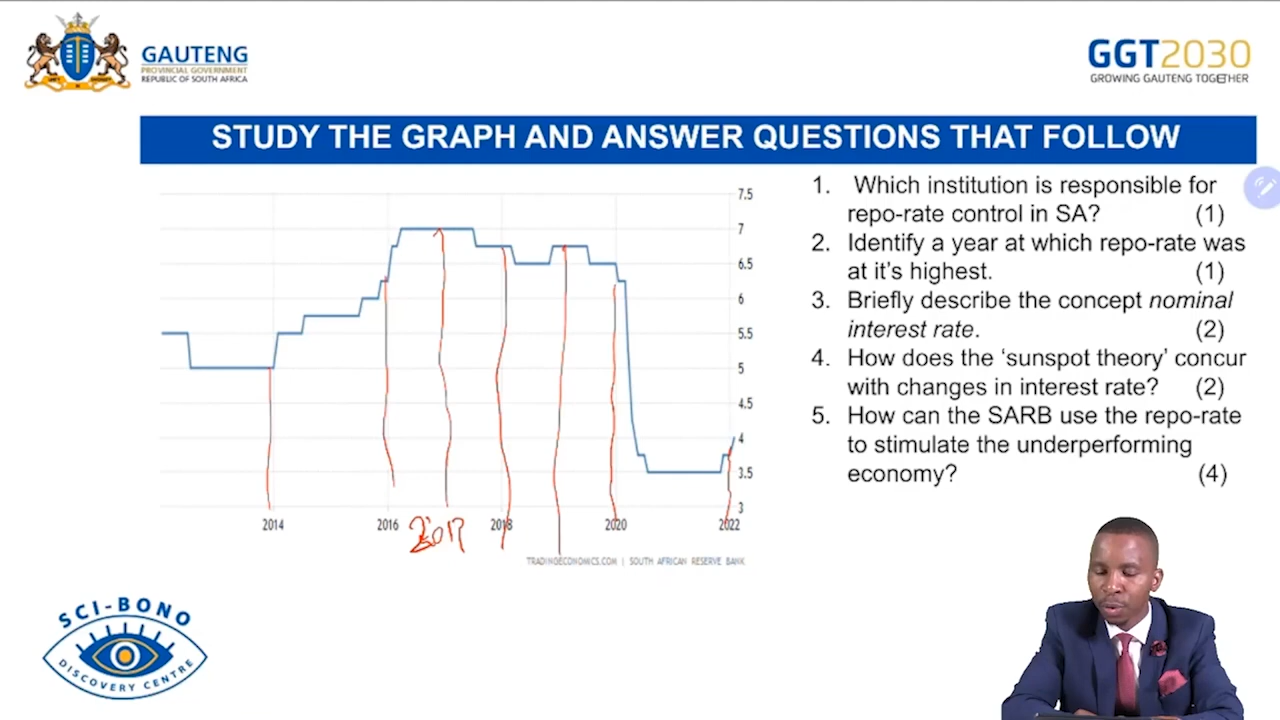 GAUTENG
PROVINCIAL GOVERNMENT
REPUBLIC OF SOUTH AFRICA
GGT2030
GROWING GAUTENG TOGETHER
STUDY THE GRAPH AND ANSWER QUESTIONS THAT FOLLOW
7.5
7
6.5
6
5.5
5
4.5
4
3.5
3
2014
2016
2017
2018
2020
2022
TRADINGECONOMICS.COM | SOUTH AFRICAN RESERVE BANK
1. Which institution is responsible for
repo-rate control in SA? (1)
2. Identify a year at which repo-rate was
at it's highest. (1)
3. Briefly describe the concept nominal
interest rate. (2)
4. How does the 'sunspot theory' concur
with changes in interest rate? (2)
5. How can the SARB use the repo-rate
to stimulate the underperforming
economy? (4)
SCI-BONO
DISCOVERY CENTRE